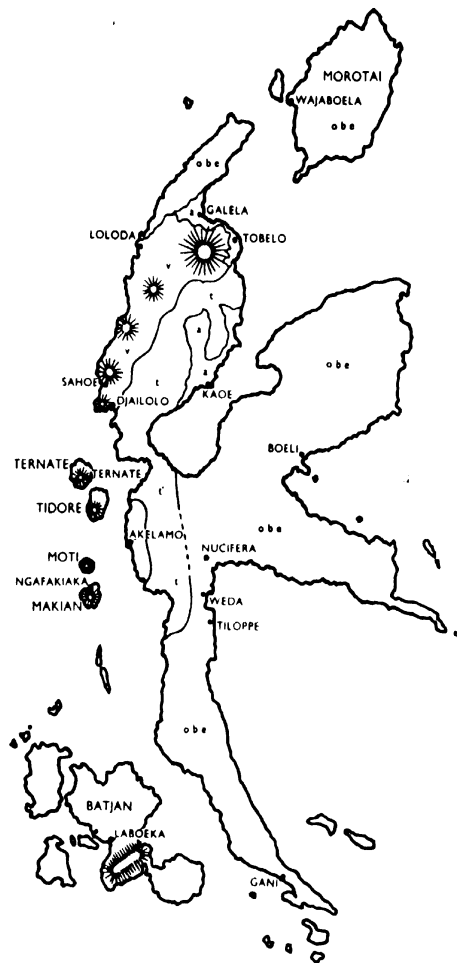 MOROTAI
WAJABOELA
obe
obe
a
GALELA
LOLODA
TOBELO
v
t
v
a
obe
SAHOE
t
a
KAOE
DJAILOLO
BOELI
TERNATE
TERNATE
t'
TIDORE
AKELAMO
obe
MOTI
NUCIFERA
NGAFAKIAKA
t
MAKIAN
WEDA
TILOPPE
obe
BATJAN
LABOEKA
GANI